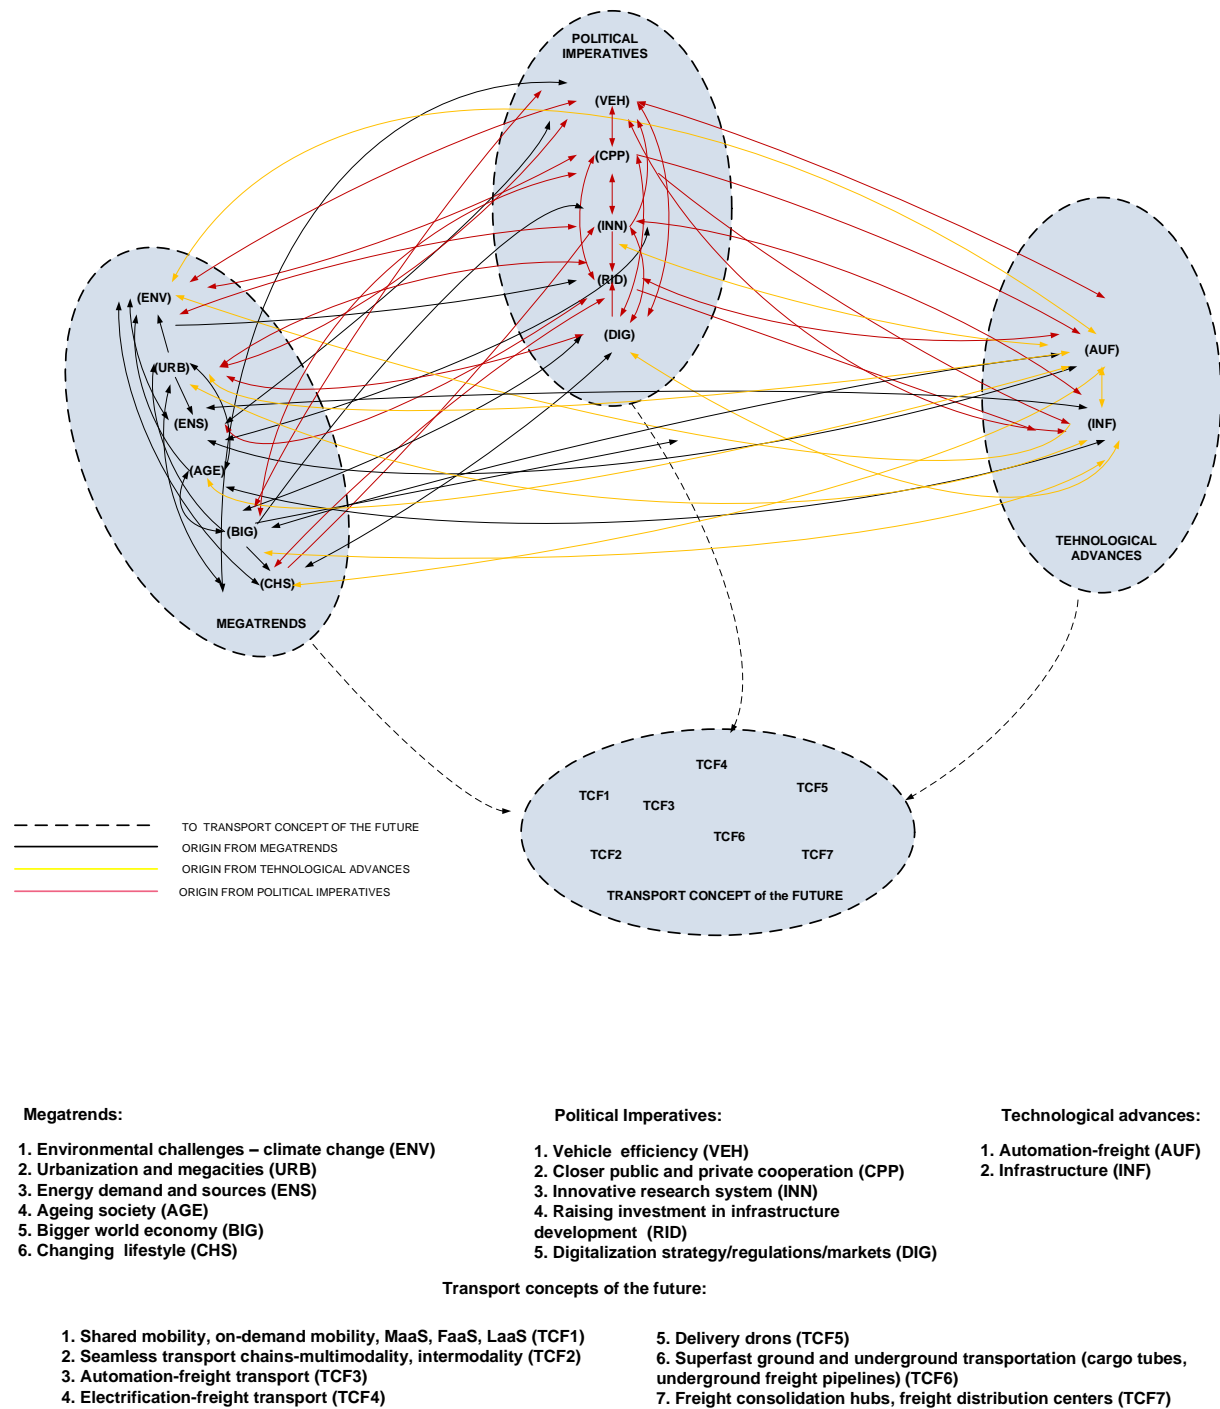 POLITICAL
IMPERATIVES
(VEH)
(CPP)
(INN)
(RID)
(DIG)
(ENV)
(URB)
(ENS)
(AGE)
(BIG)
(CHS)
MEGATRENDS
(AUF)
(INF)
TEHNOLOGICAL
ADVANCES
TCF4
TCF5
TCF1
TCF3
TCF6
TCF2
TCF7
TRANSPORT CONCEPT of the FUTURE
TO TRANSPORT CONCEPT OF THE FUTURE
ORIGIN FROM MEGATRENDS
ORIGIN FROM TEHNOLOGICAL ADVANCES
ORIGIN FROM POLITICAL IMPERATIVES
Megatrends:
1. Environmental challenges – climate change (ENV)
2. Urbanization and megacities (URB)
3. Energy demand and sources (ENS)
4. Ageing society (AGE)
5. Bigger world economy (BIG)
6. Changing lifestyle (CHS)
Political Imperatives:
1. Vehicle efficiency (VEH)
2. Closer public and private cooperation (CPP)
3. Innovative research system (INN)
4. Raising investment in infrastructure
development (RID)
5. Digitalization strategy/regulations/markets (DIG)
Technological advances:
1. Automation-freight (AUF)
2. Infrastructure (INF)
Transport concepts of the future:
1. Shared mobility, on-demand mobility, MaaS, FaaS, LaaS (TCF1)
2. Seamless transport chains-multimodality, intermodality (TCF2)
3. Automation-freight transport (TCF3)
4. Electrification-freight transport (TCF4)
5. Delivery drons (TCF5)
6. Superfast ground and underground transportation (cargo tubes,
underground freight pipelines) (TCF6)
7. Freight consolidation hubs, freight distribution centers (TCF7)